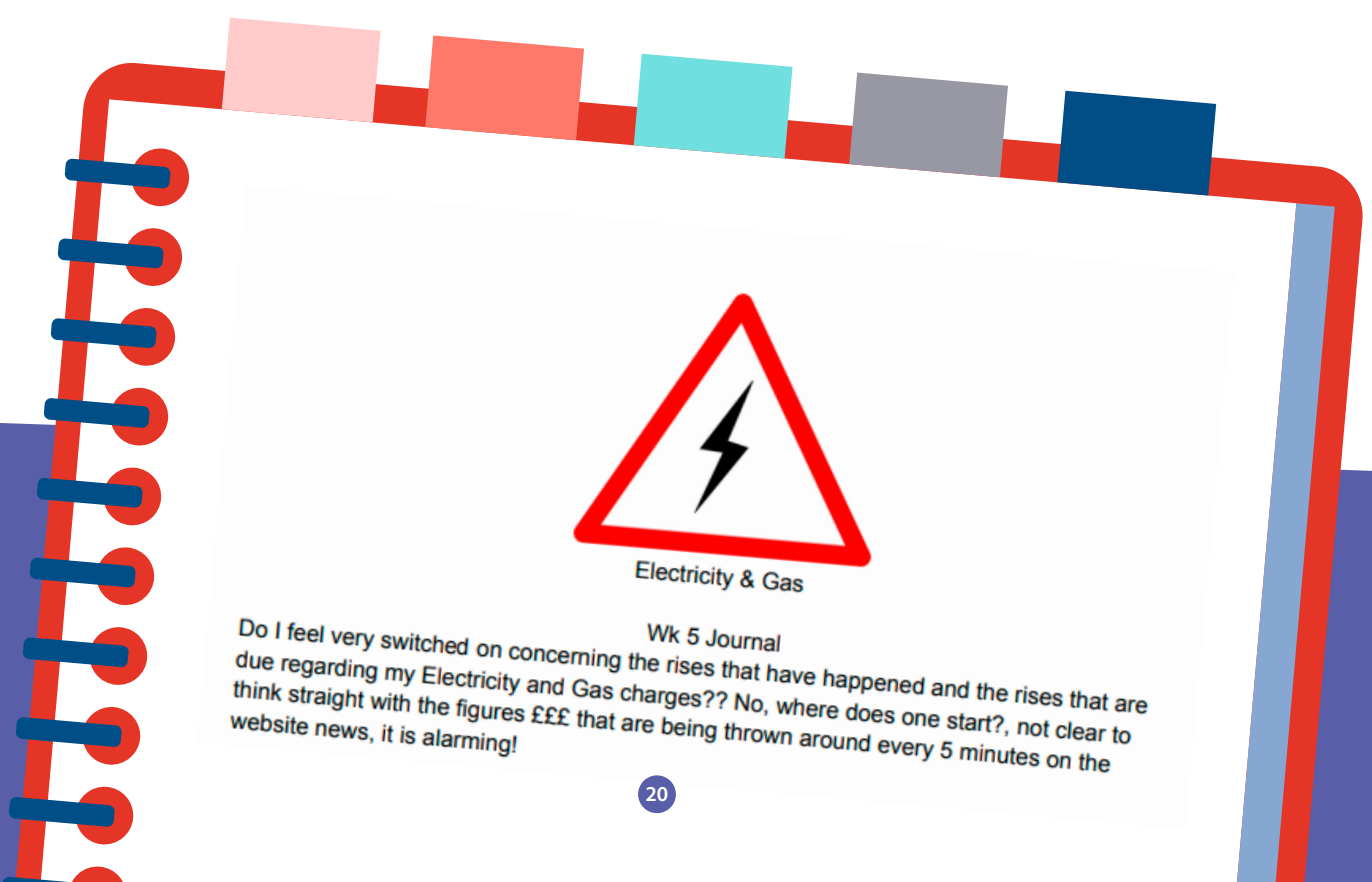 Electricity & Gas
Wk 5 Journal
Do I feel very switched on concerning the rises that have happened and the rises that are
due regarding my Electricity and Gas charges?? No, where does one start?, not clear to
think straight with the figures £££ that are being thrown around every 5 minutes on the
website news, it is alarming!
20